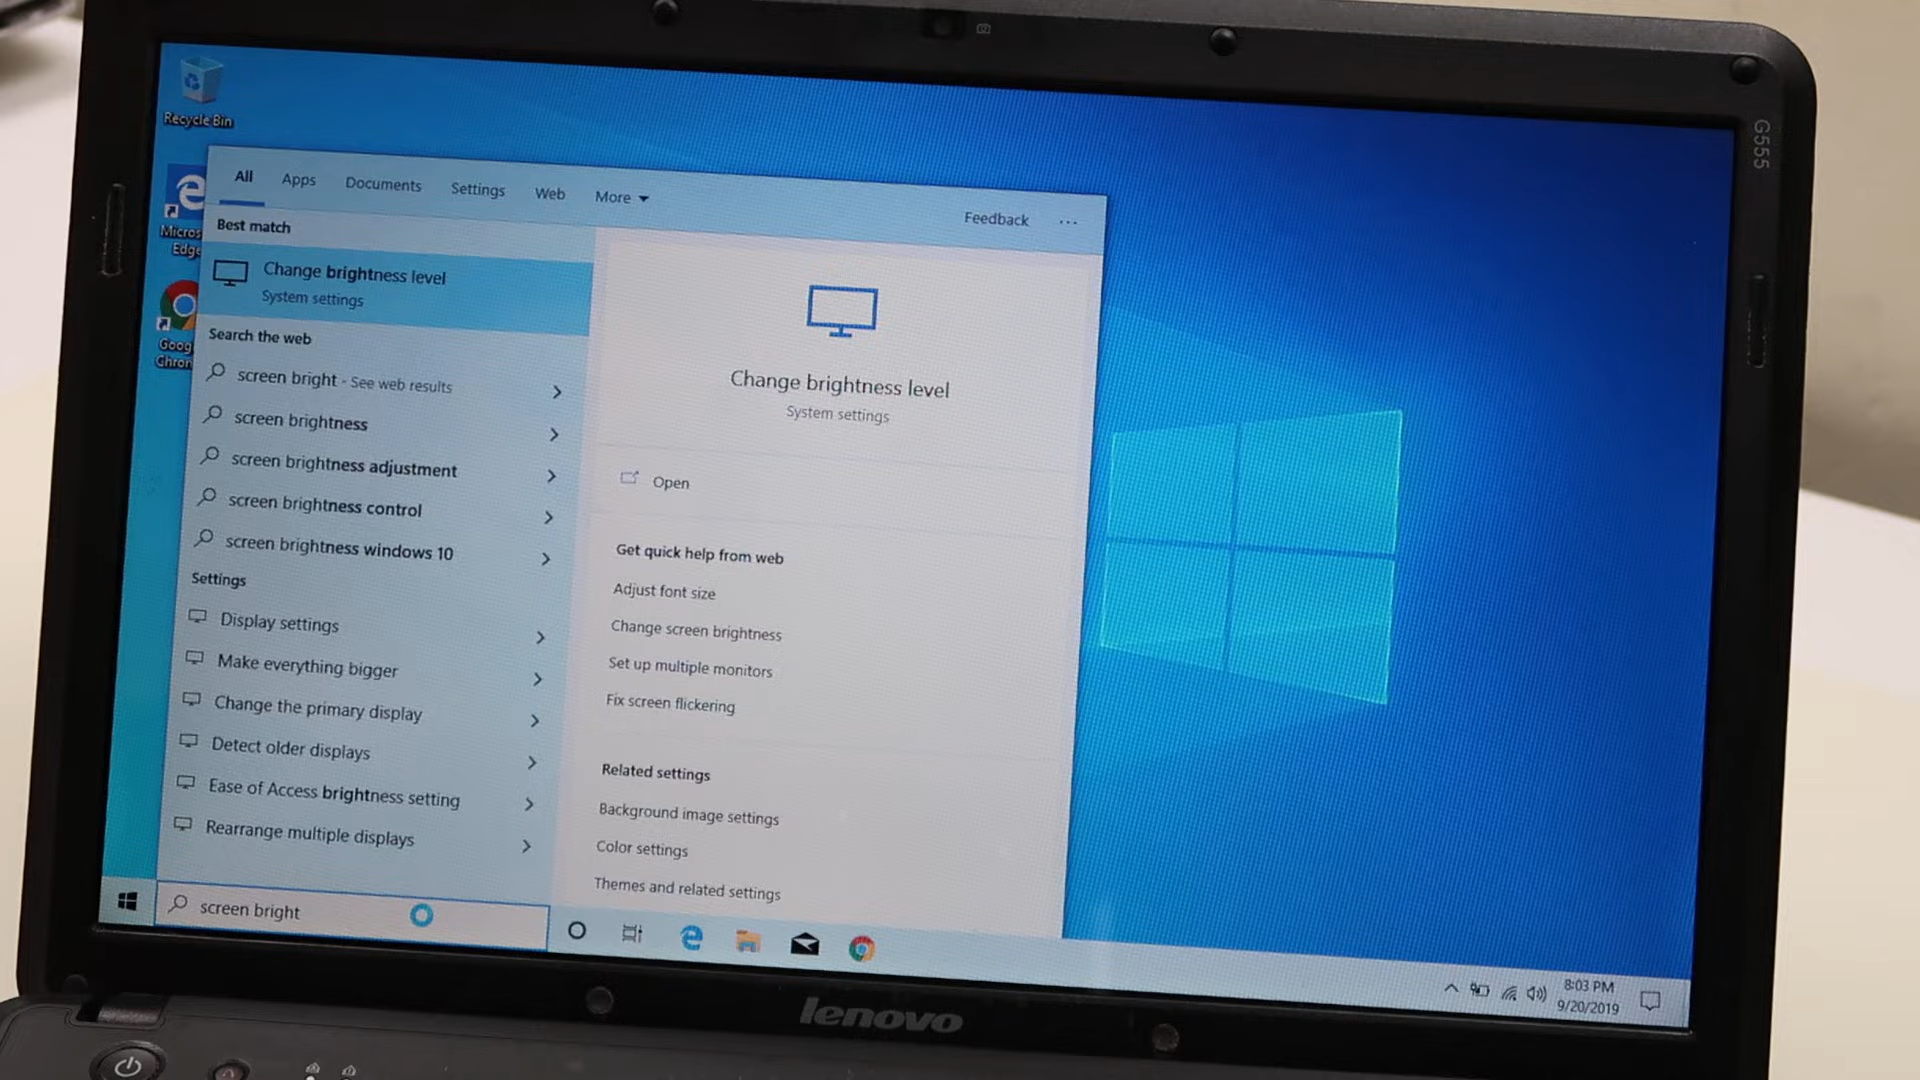 G555
Recycle Bin
Micros
Edge
Goog
Chron
All Apps Documents Settings Web More Feedback ...
Best match
Change brightness level
System settings
Search the web
screen bright - See web results
screen brightness
screen brightness adjustment
screen brightness control
screen brightness windows 10
Settings
Display settings
Make everything bigger
Change the primary display
Detect older displays
Ease of Access brightness setting
Rearrange multiple displays
Change brightness level
System settings
Open
Get quick help from web
Adjust font size
Change screen brightness
Set up multiple monitors
Fix screen flickering
Related settings
Background image settings
Color settings
Themes and related settings
screen bright
8:03 PM
9/20/2019
lenovo